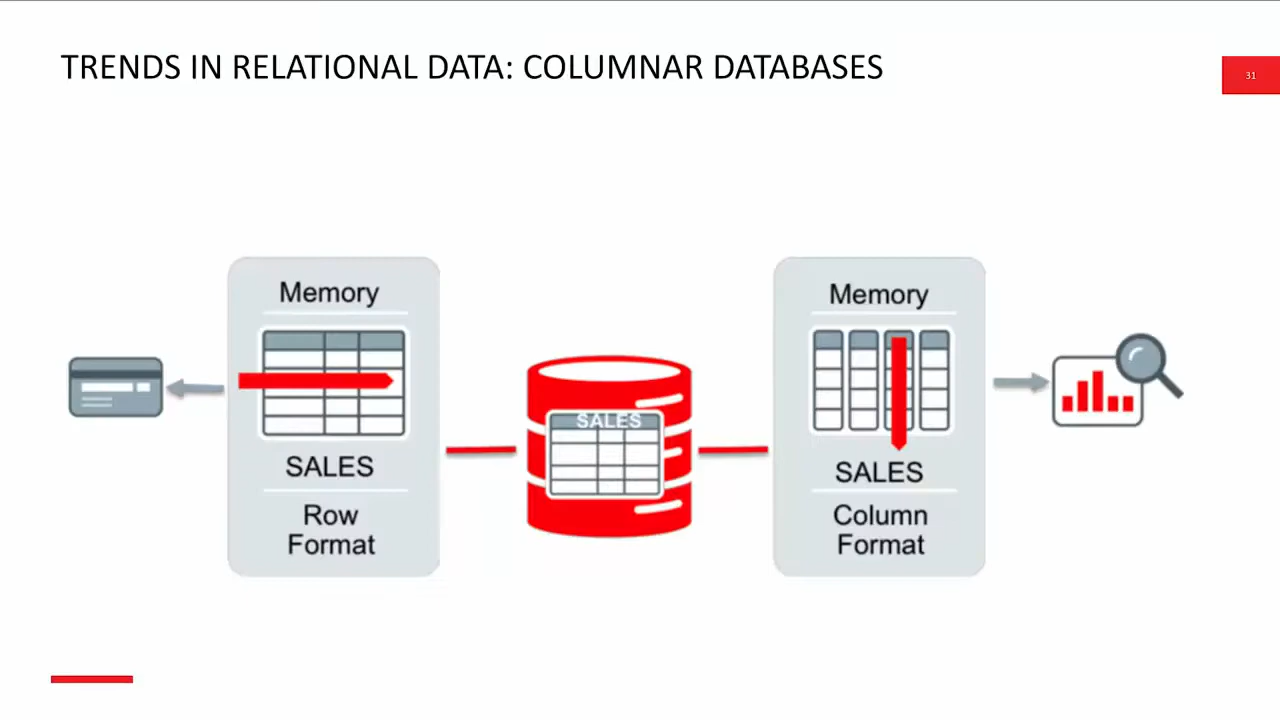 TRENDS IN RELATIONAL DATA: COLUMNAR DATABASES
31
Memory
SALES
Row
Format
SALES
Memory
SALES
Column
Format